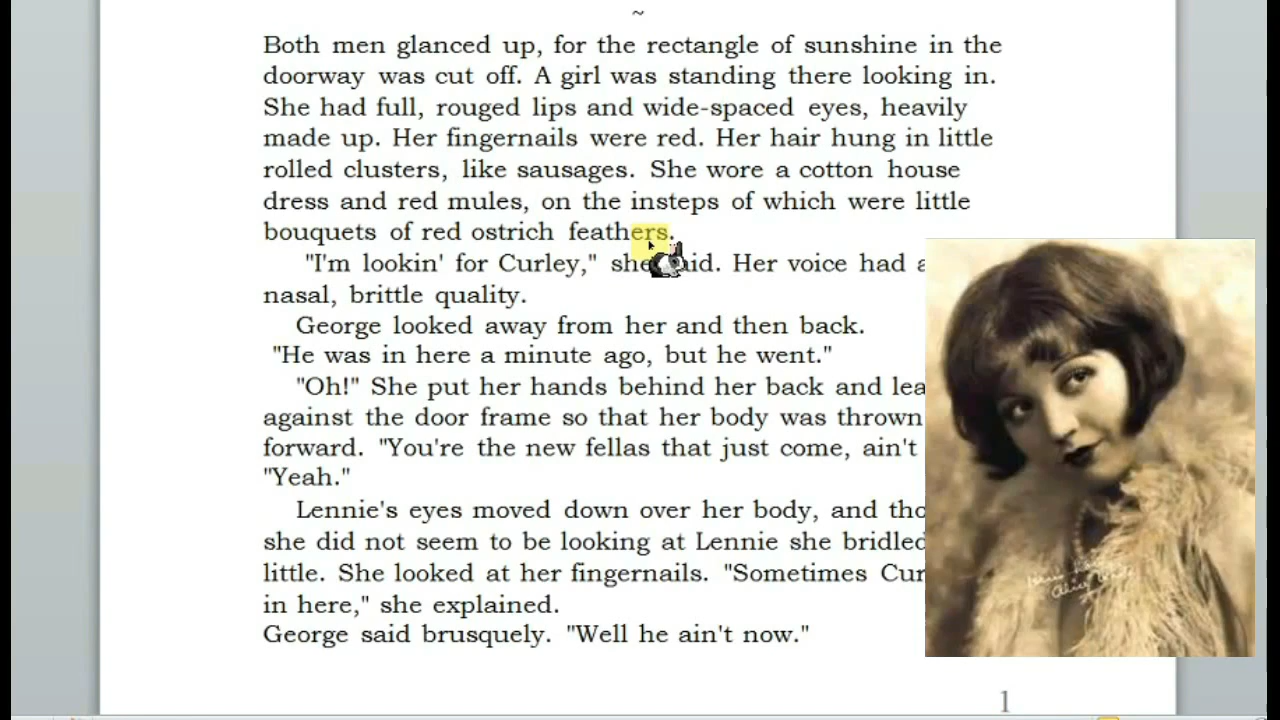 ~
Both men glanced up, for the rectangle of sunshine in the
doorway was cut off. A girl was standing there looking in.
She had full, rouged lips and wide-spaced eyes, heavily
made up. Her fingernails were red. Her hair hung in little
rolled clusters, like sausages. She wore a cotton house
dress and red mules, on the insteps of which were little
bouquets of red ostrich feathers.
"I'm lookin' for Curley," she said. Her voice had a
nasal, brittle quality.
George looked away from her and then back.
"He was in here a minute ago, but he went."
"Oh!" She put her hands behind her back and lea
against the door frame so that her body was thrown
forward. "You're the new fellas that just come, ain't
"Yeah."
Lennie's eyes moved down over her body, and tho
she did not seem to be looking at Lennie she bridled
little. She looked at her fingernails. "Sometimes Cur
in here," she explained.
George said brusquely. "Well he ain't now."
1